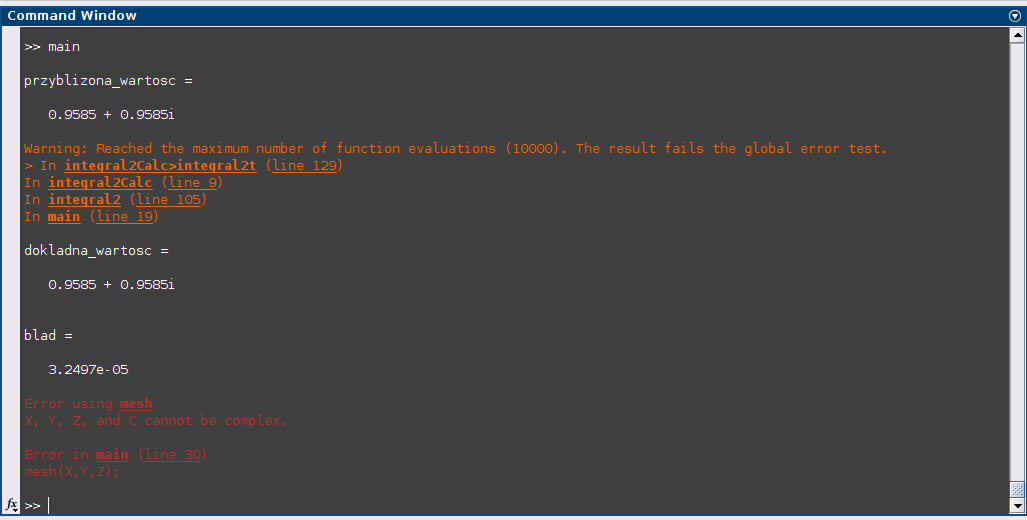 Command Window
>> main
przyblizona_wartosc =
0.9585 + 0.9585i
Warning: Reached the maximum number of function evaluations (10000). The result fails the global error test.
> In integral2Calc>integral2t (line 129)
In integral2Calc (line 9)
In integral2 (line 105)
In main (line 19)
dokladna_wartosc =
0.9585 + 0.9585i
blad =
3.2497e-05
Error using mesh
X, Y, Z, and C cannot be complex.
Error in main (line 30)
mesh(X,Y,Z);
fx >>